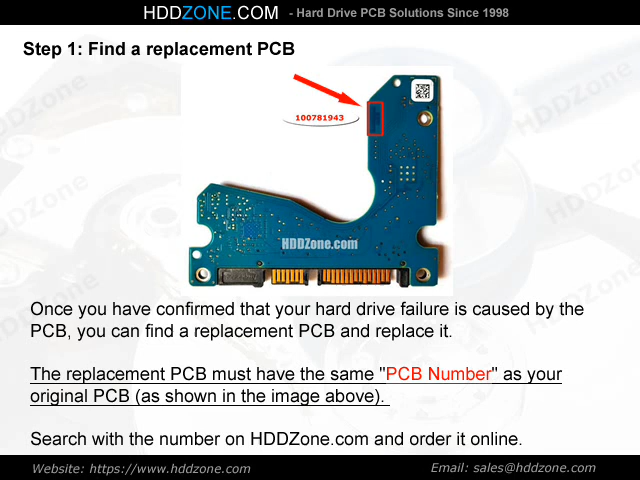 HDDZONE.COM - Hard Drive PCB Solutions Since 1998
Step 1: Find a replacement PCB
100781943
HDDZone.com
Once you have confirmed that your hard drive failure is caused by the
PCB, you can find a replacement PCB and replace it.
The replacement PCB must have the same "PCB Number" as your
original PCB (as shown in the image above).
Search with the number on HDDZone.com and order it online.
Website: https://www.hddzone.com Email: sales@hddzone.com
HDDZone
HDDZone
HDDZone
HDDZone